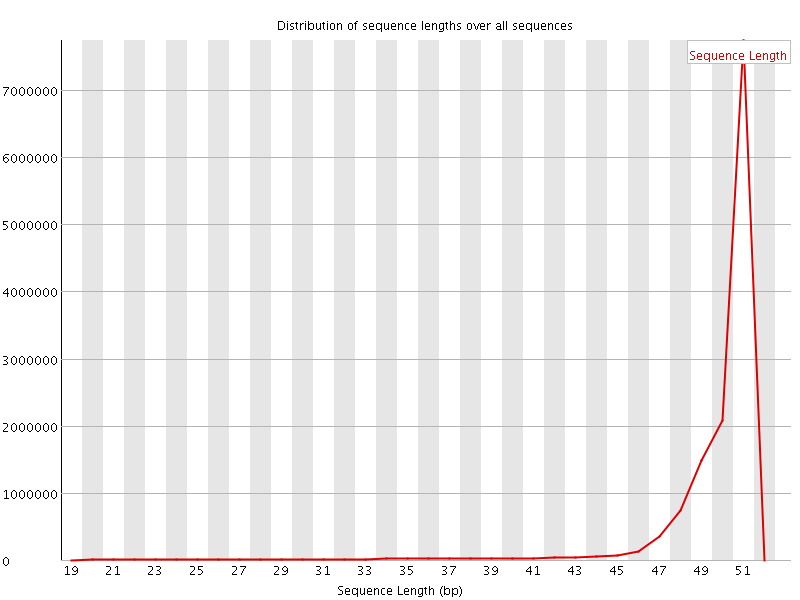 Distribution of sequence lengths over all sequences
Sequence Length
7000000
6000000
5000000
4000000
3000000
2000000
1000000
0
19 21 23 25 27 29 31 33 35 37 39 41 43 45 47 49 51
Sequence Length (bp)